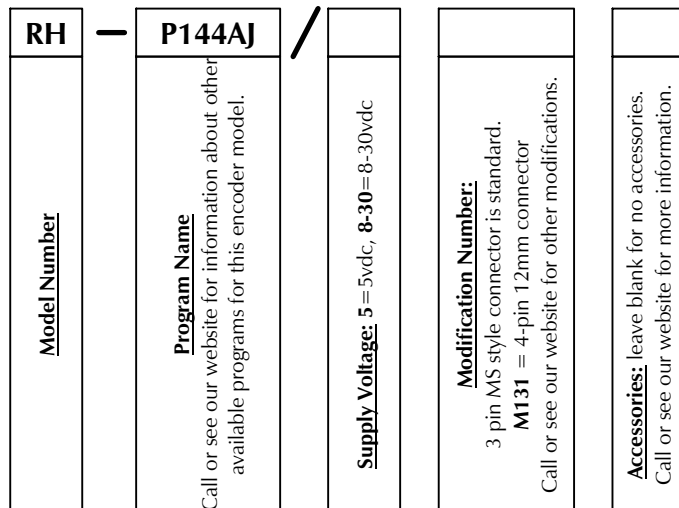 RH — P144AJ /
Model Number
Program Name
Call or see our website for information about other
available programs for this encoder model.
Supply Voltage: 5=5vdc, 8-30=8-30vdc
Modification Number:
3 pin MS style connector is standard.
M131 = 4-pin 12mm connector
Call or see our website for other modifications.
Accessories: leave blank for no accessories.
Call or see our website for more information.